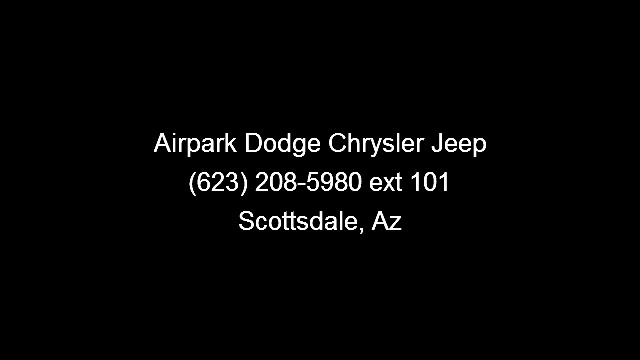 Airpark Dodge Chrysler Jeep
(623) 208-5980 ext 101
Scottsdale, Az